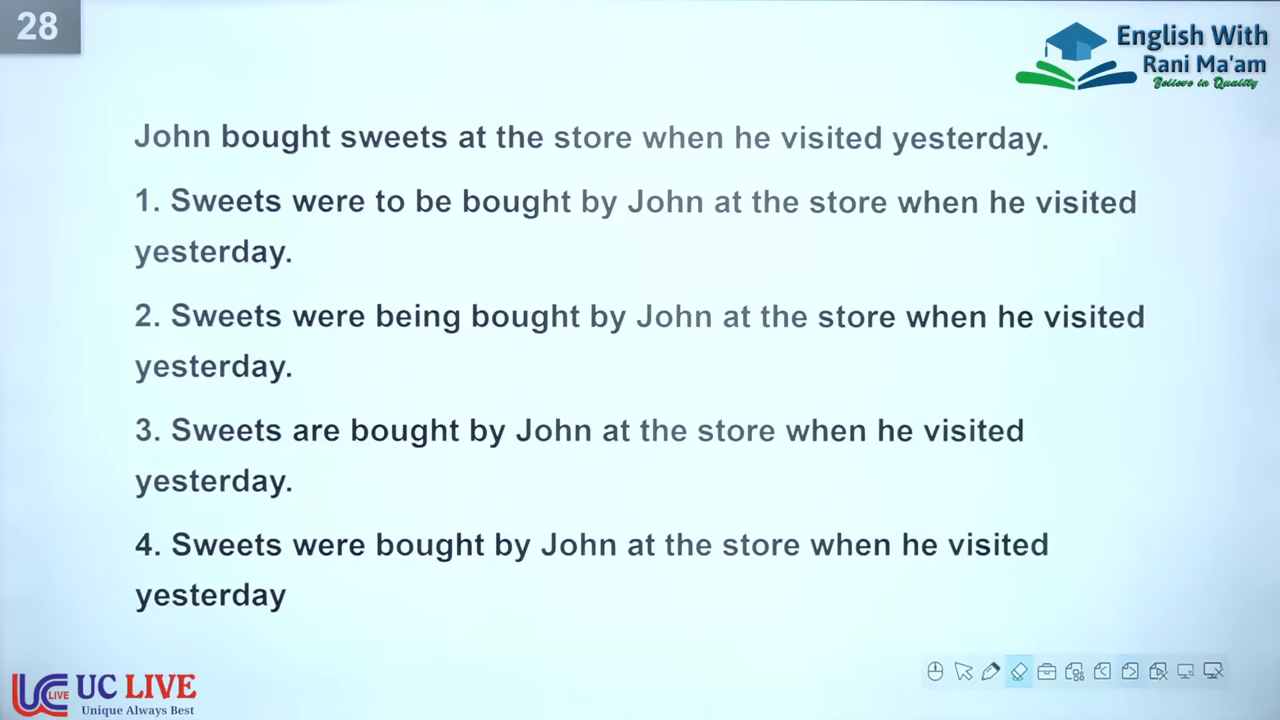 28
English With
Rani Ma'am
Believe in Quality
John bought sweets at the store when he visited yesterday.
1. Sweets were to be bought by John at the store when he visited
yesterday.
2. Sweets were being bought by John at the store when he visited
yesterday.
3. Sweets are bought by John at the store when he visited
yesterday.
4. Sweets were bought by John at the store when he visited
yesterday
UC LIVE
LIVE
Unique Always Best